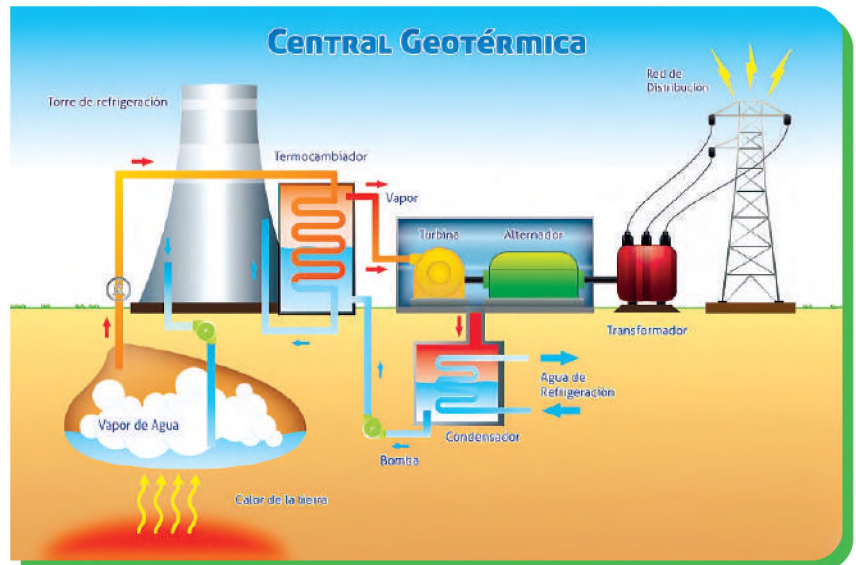 Central Geotérmica
Red de
Distribución
Torre de refrigeración
Termocambiador
Vapor
Turbina
Alternador
Transformador
Vapor de Agua
Agua de
Refrigeración
Condensador
Bomba
Calor de la tierra